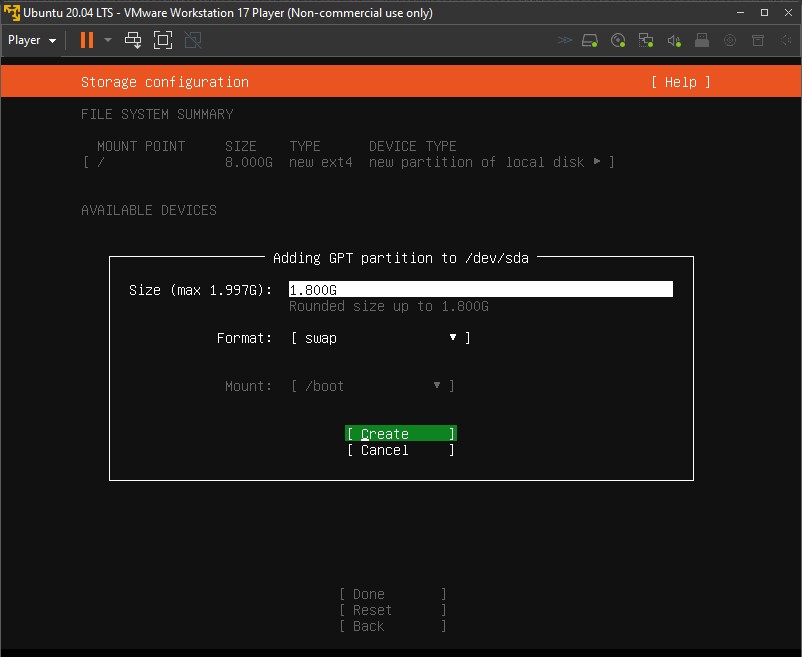 Ubuntu 20.04 LTS - VMware Workstation 17 Player (Non-commercial use only)
Player
Storage configuration [ Help ]
FILE SYSTEM SUMMARY
MOUNT POINT SIZE TYPE DEVICE TYPE
[ / 8.000G new ext4 new partition of local disk ▸ ]
AVAILABLE DEVICES
Adding GPT partition to /dev/sda
Size (max 1.997G): 1.800G
Rounded size up to 1.800G
Format: [ swap ▾ ]
Mount: [ /boot ▾ ]
[ Create ]
[ Cancel ]
[ Done ]
[ Reset ]
[ Back ]